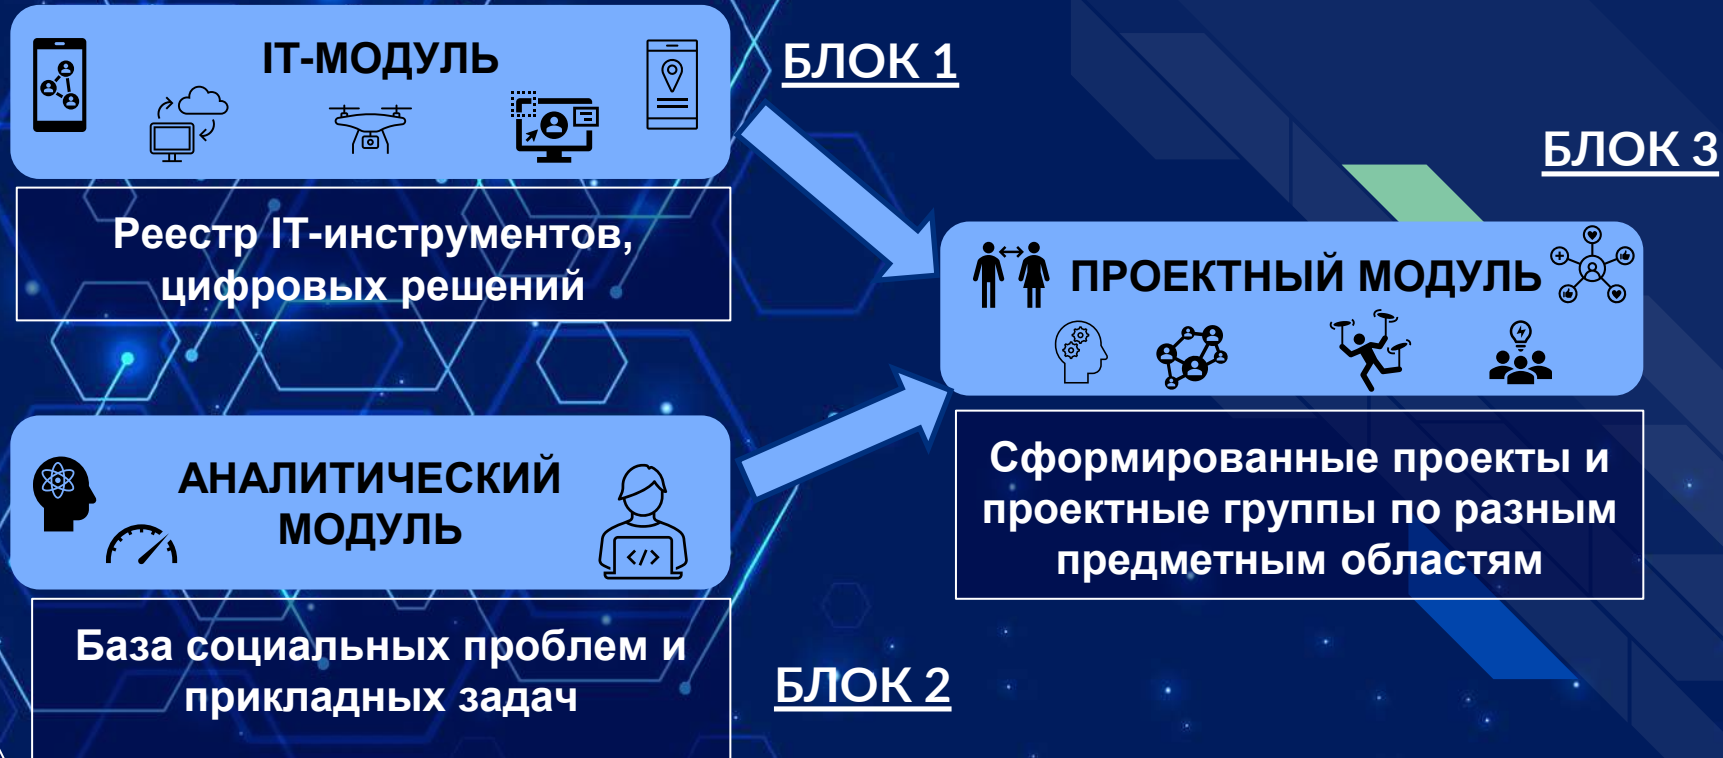 IT-МОДУЛЬ
БЛОК 1
Реестр IT-инструментов,
цифровых решений
АНАЛИТИЧЕСКИЙ
МОДУЛЬ
</>
База социальных проблем и
прикладных задач
БЛОК 2
БЛОК 3
ПРОЕКТНЫЙ МОДУЛЬ
Сформированные проекты и
проектные группы по разным
предметным областям